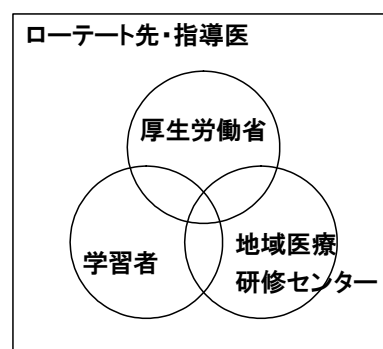 ローテート先・指導医
厚生労働省
学習者
地域医療
研修センター